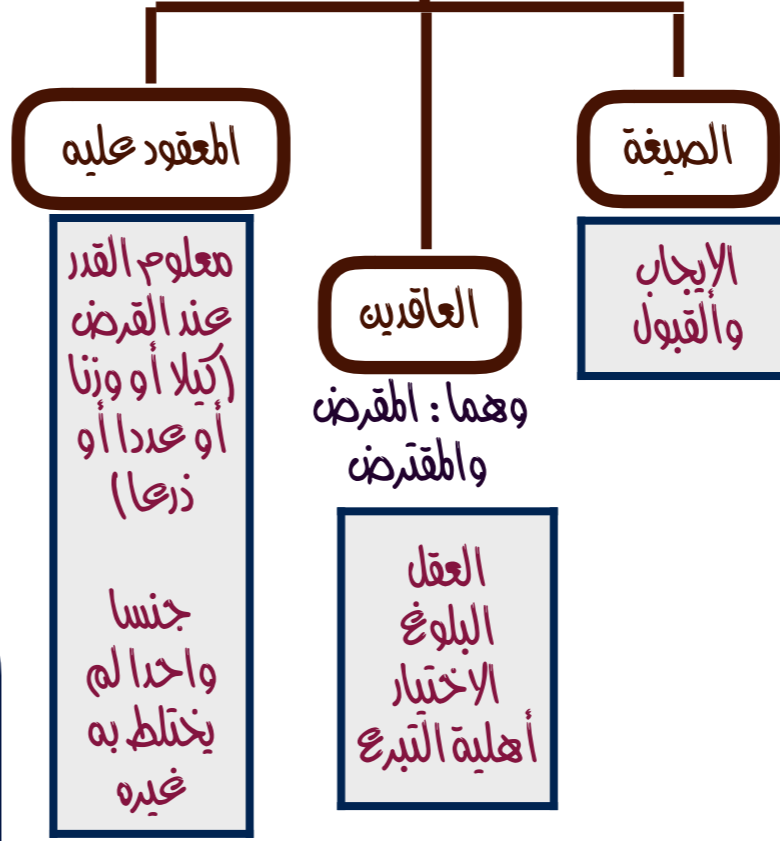 الصيغة
الإيجاب
والقبول
العاقدين
وهما : المقرض
والمقترض
العقل
البلوغ
الاختيار
أهلية التبرع
المعقود عليه
معلوم القدر
عند القرض
(كيلا أو وزنا
أو عددا أو
ذرعا)
جنسا
واحدا لم
يختلط به
غيره